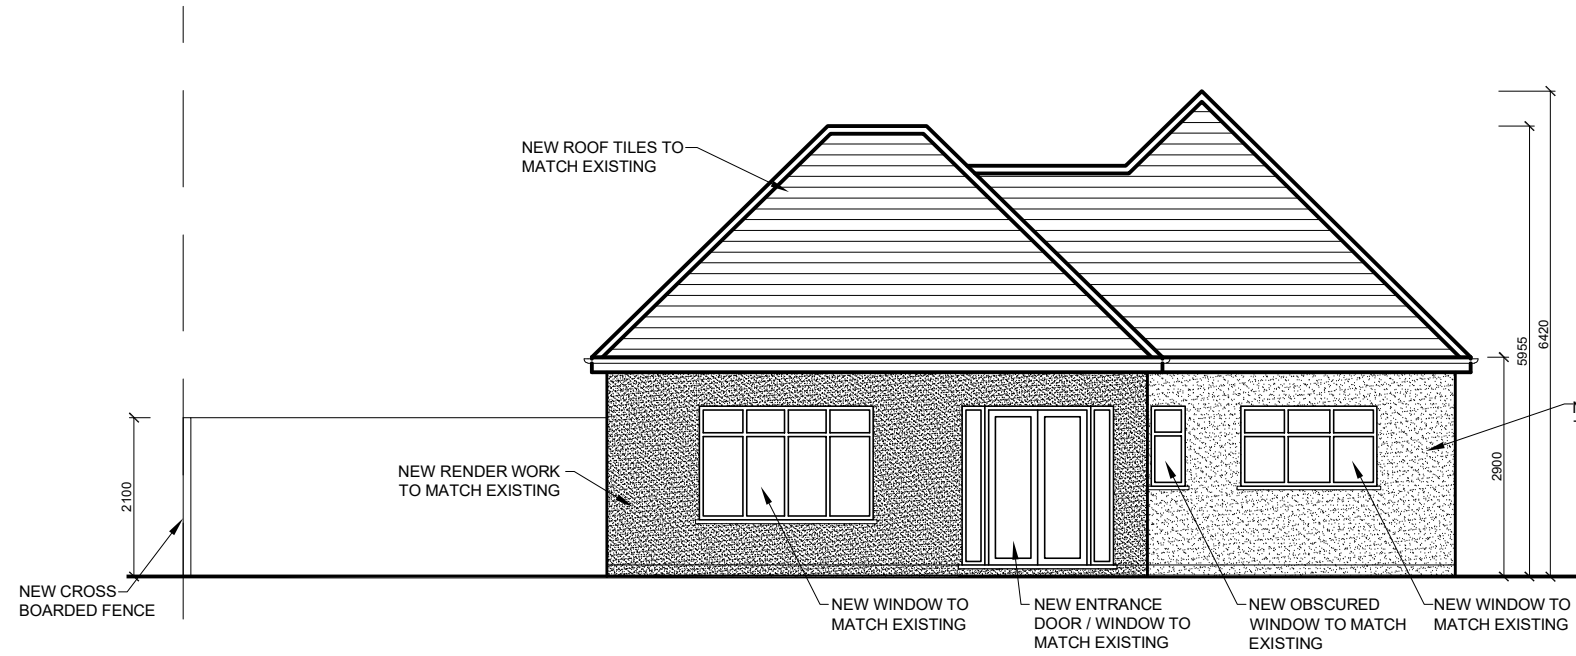 NEW ROOF TILES TO
MATCH EXISTING
6420
5955
2900
2100
NEW RENDER WORK
TO MATCH EXISTING
NEW CROSS
BOARDED FENCE
NEW WINDOW TO
MATCH EXISTING
NEW ENTRANCE
DOOR / WINDOW TO
MATCH EXISTING
NEW OBSCURED
WINDOW TO MATCH
EXISTING
NEW WINDOW TO
MATCH EXISTING